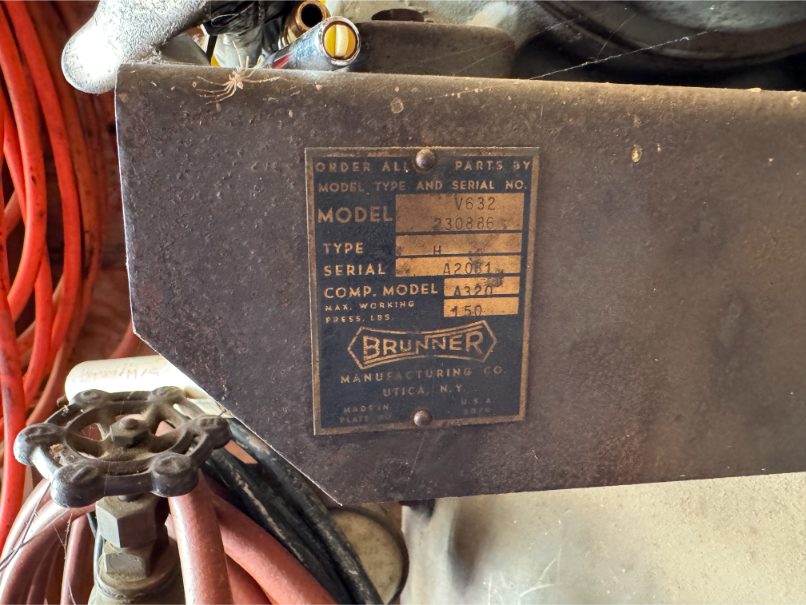 ORDER ALL PARTS BY
MODEL, TYPE AND SERIAL NO.
MODEL V632
230886
TYPE H
SERIAL A2081
COMP. MODEL A320
MAX. WORKING
PRESS. LBS. 150
BRUNNER
MANUFACTURING CO.
UTICA, N.Y.
MADE IN U.S.A.
PLATE